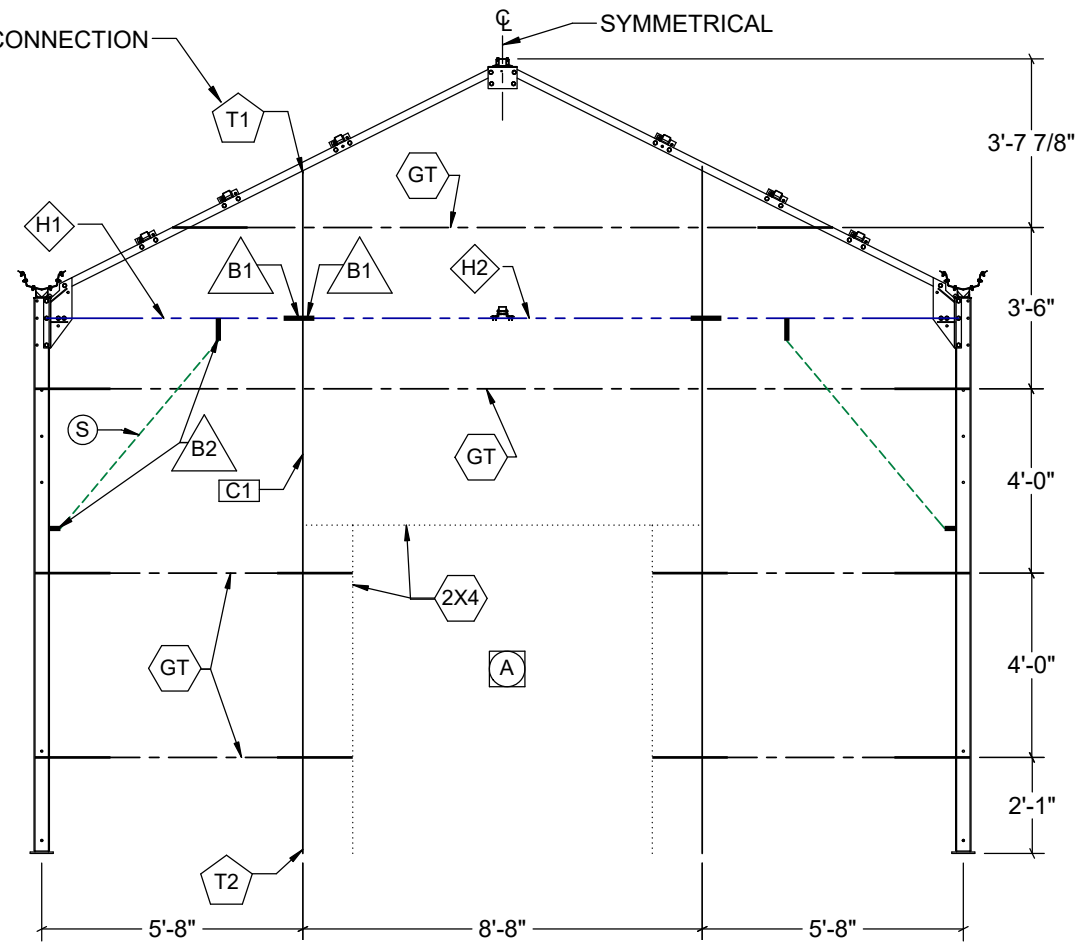 ℄
SYMMETRICAL
CONNECTION
T1
3'-7 7/8"
GT
H1
B1
B1
H2
3'-6"
S
B2
GT
C1
4'-0"
2X4
GT
A
4'-0"
2'-1"
T2
5'-8"
8'-8"
5'-8"